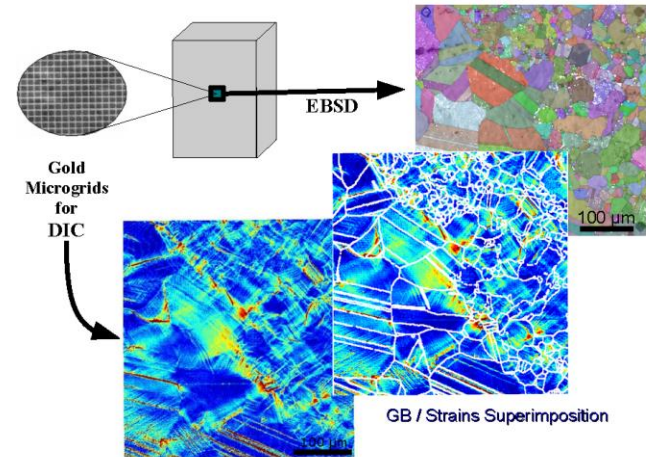 EBSD
Gold
Microgrids
for
DIC
100 µm
100 µm
GB / Strains Superimposition